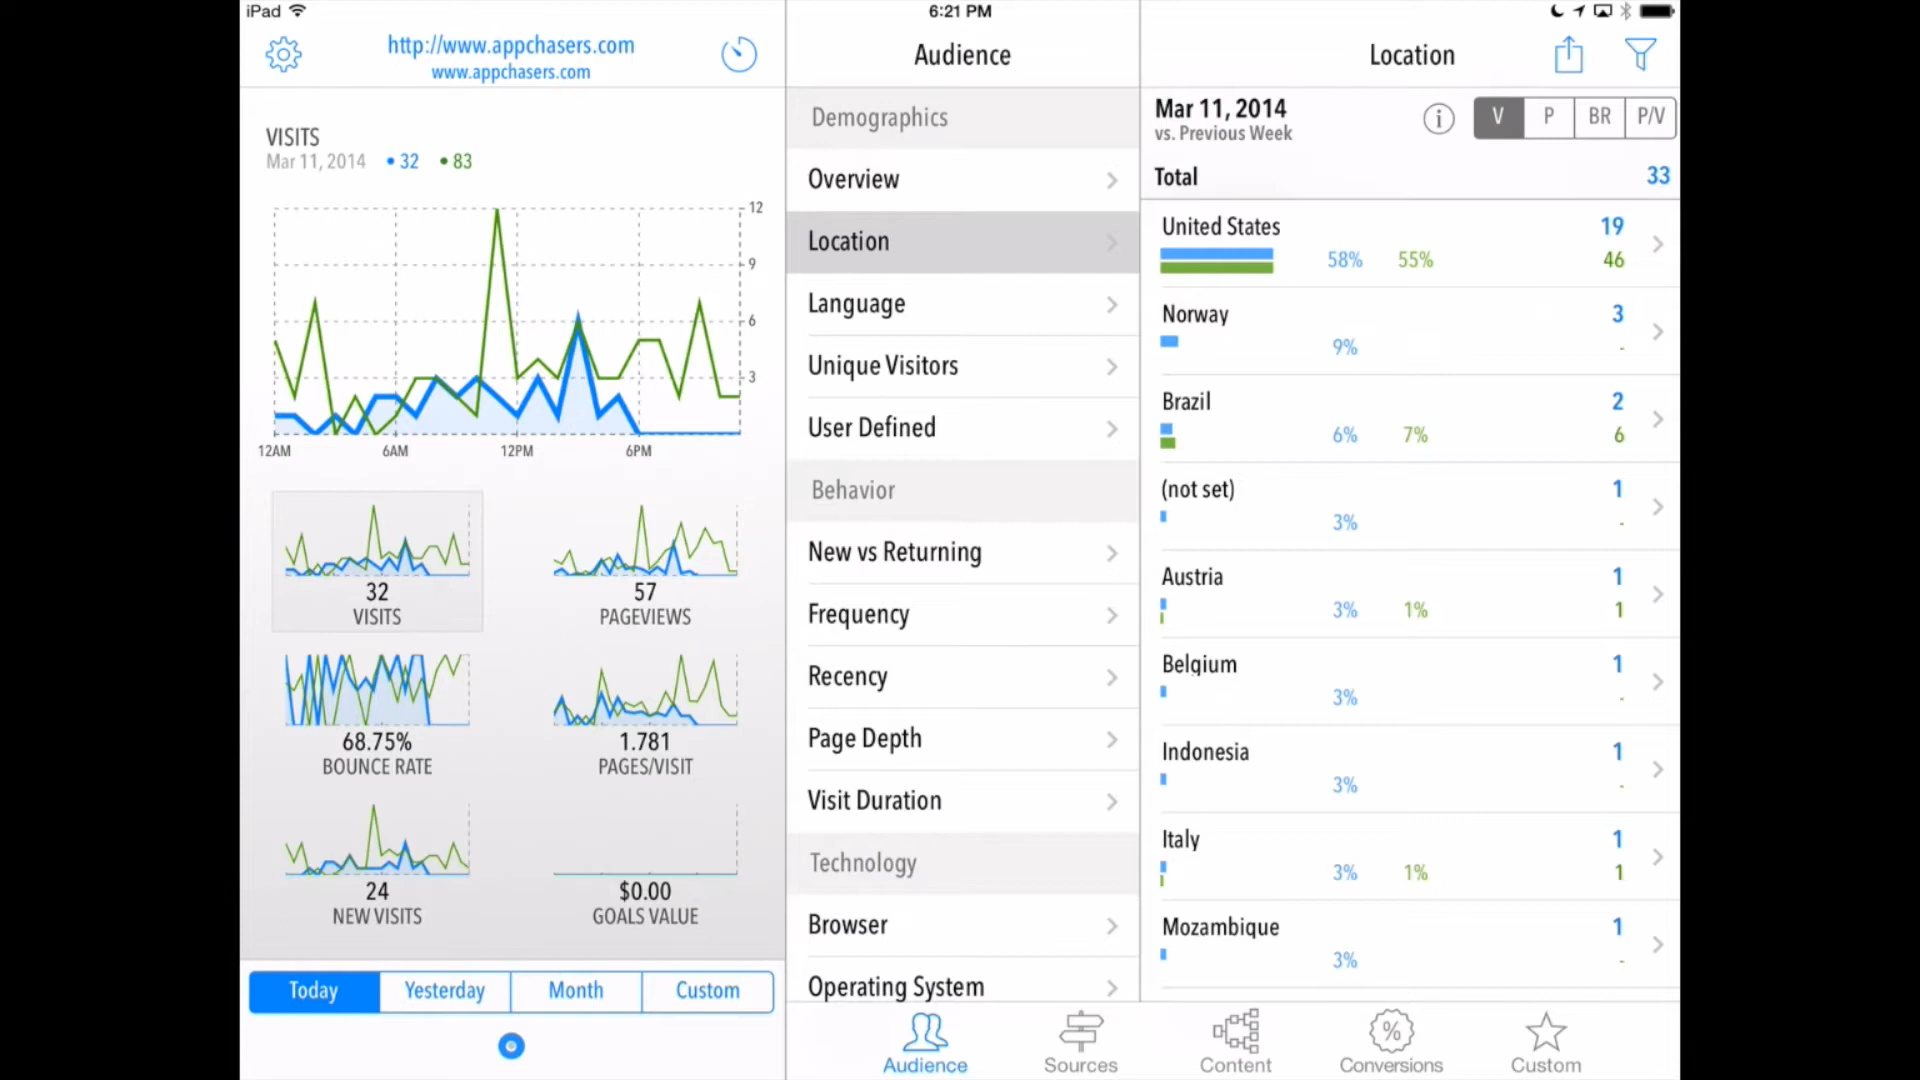 iPad
6:21 PM
http://www.appchasers.com
www.appchasers.com
VISITS
Mar 11, 2014 • 32 • 83
12
9
6
3
12AM 6AM 12PM 6PM
32
VISITS
57
PAGEVIEWS
68.75%
BOUNCE RATE
1.781
PAGES/VISIT
24
NEW VISITS
$0.00
GOALS VALUE
Today Yesterday Month Custom
Audience
Demographics
Overview
Location
Language
Unique Visitors
User Defined
Behavior
New vs Returning
Frequency
Recency
Page Depth
Visit Duration
Technology
Browser
Operating System
Location
Mar 11, 2014
vs. Previous Week
i V P BR P/V
Total 33
United States 19
58% 55% 46
Norway 3
9% -
Brazil 2
6% 7% 6
(not set) 1
3% -
Austria 1
3% 1% 1
Belgium 1
3% -
Indonesia 1
3% -
Italy 1
3% 1% 1
Mozambique 1
3% -
%
Audience Sources Content Conversions Custom